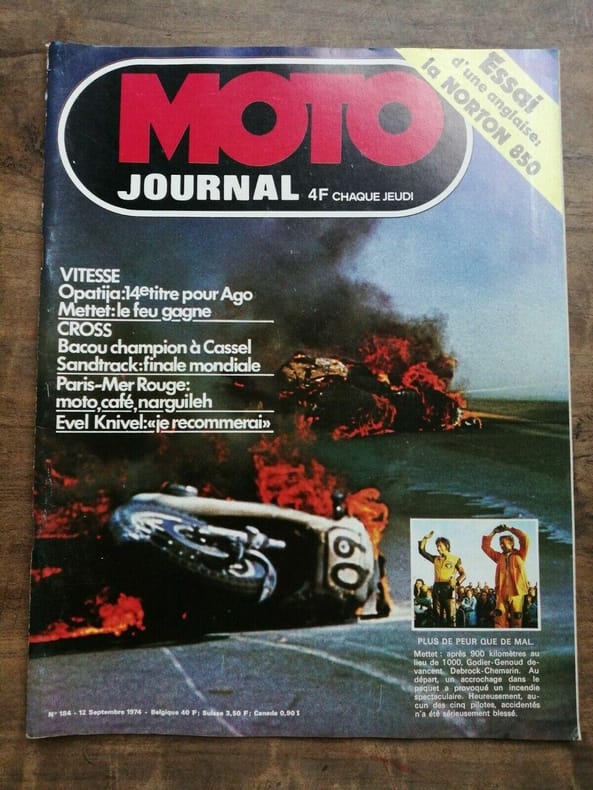 MOTO
JOURNAL 4F CHAQUE JEUDI
Essai
d'une anglaise:
la NORTON 850
VITESSE
Opatija:14e titre pour Ago
Mettet: le feu gagne
CROSS
Bacou champion à Cassel
Sandtrack: finale mondiale
Paris-Mer Rouge:
moto, café, narguileh
Evel Knivel: «je recommerai»
60
PLUS DE PEUR QUE DE MAL.
Mettet : après 900 kilomètres au
lieu de 1000, Godier-Genoud de-
vancent Debrock-Chemarin. Au
départ, un accrochage dans le
paquet a provoqué un incendie
spectaculaire. Heureusement, au-
cun des cinq pilotes, accidentés
n'a été sérieusement blessé.
N° 184 - 12 Septembre 1974 - Belgique 40 F; Suisse 3,50 F; Canada 0,90 $